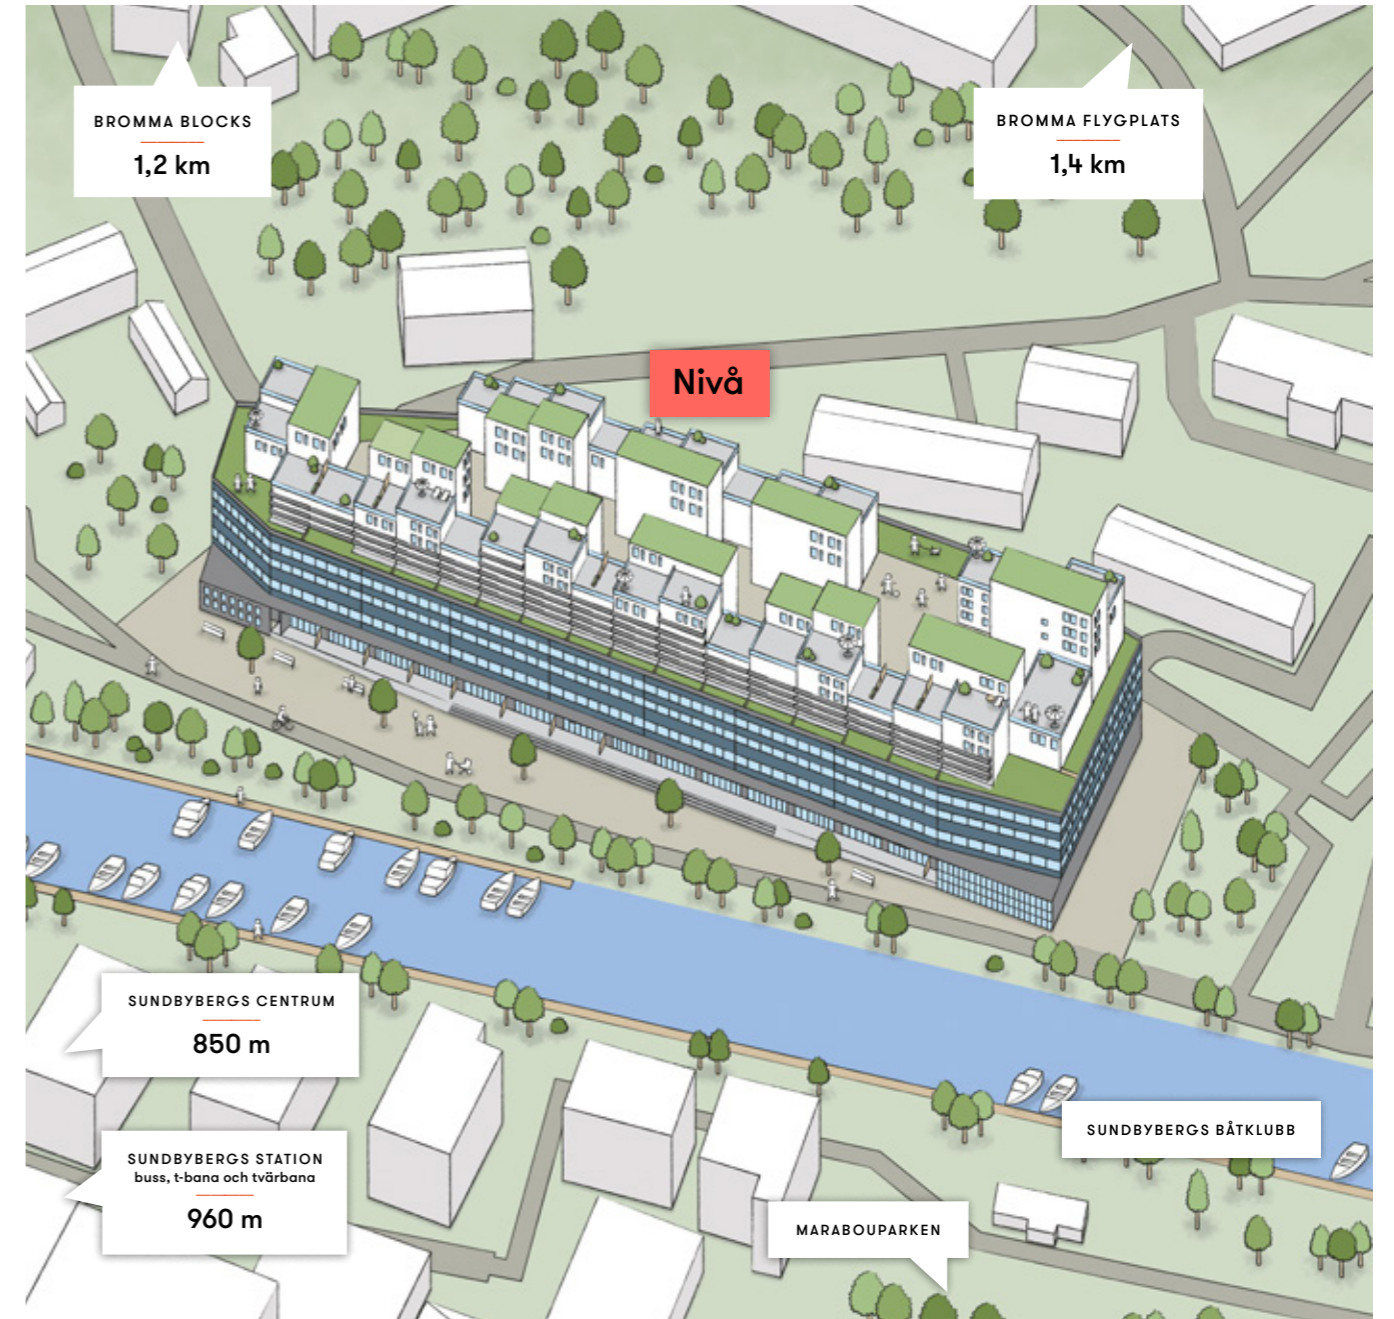 BROMMA BLOCKS
1,2 km
BROMMA FLYGPLATS
1,4 km
Nivå
SUNDBYBERGS CENTRUM
850 m
SUNDBYBERGS STATION
buss, t-bana och tvärbana
960 m
SUNDBYBERGS BÅTKLUBB
MARABOUPARKEN